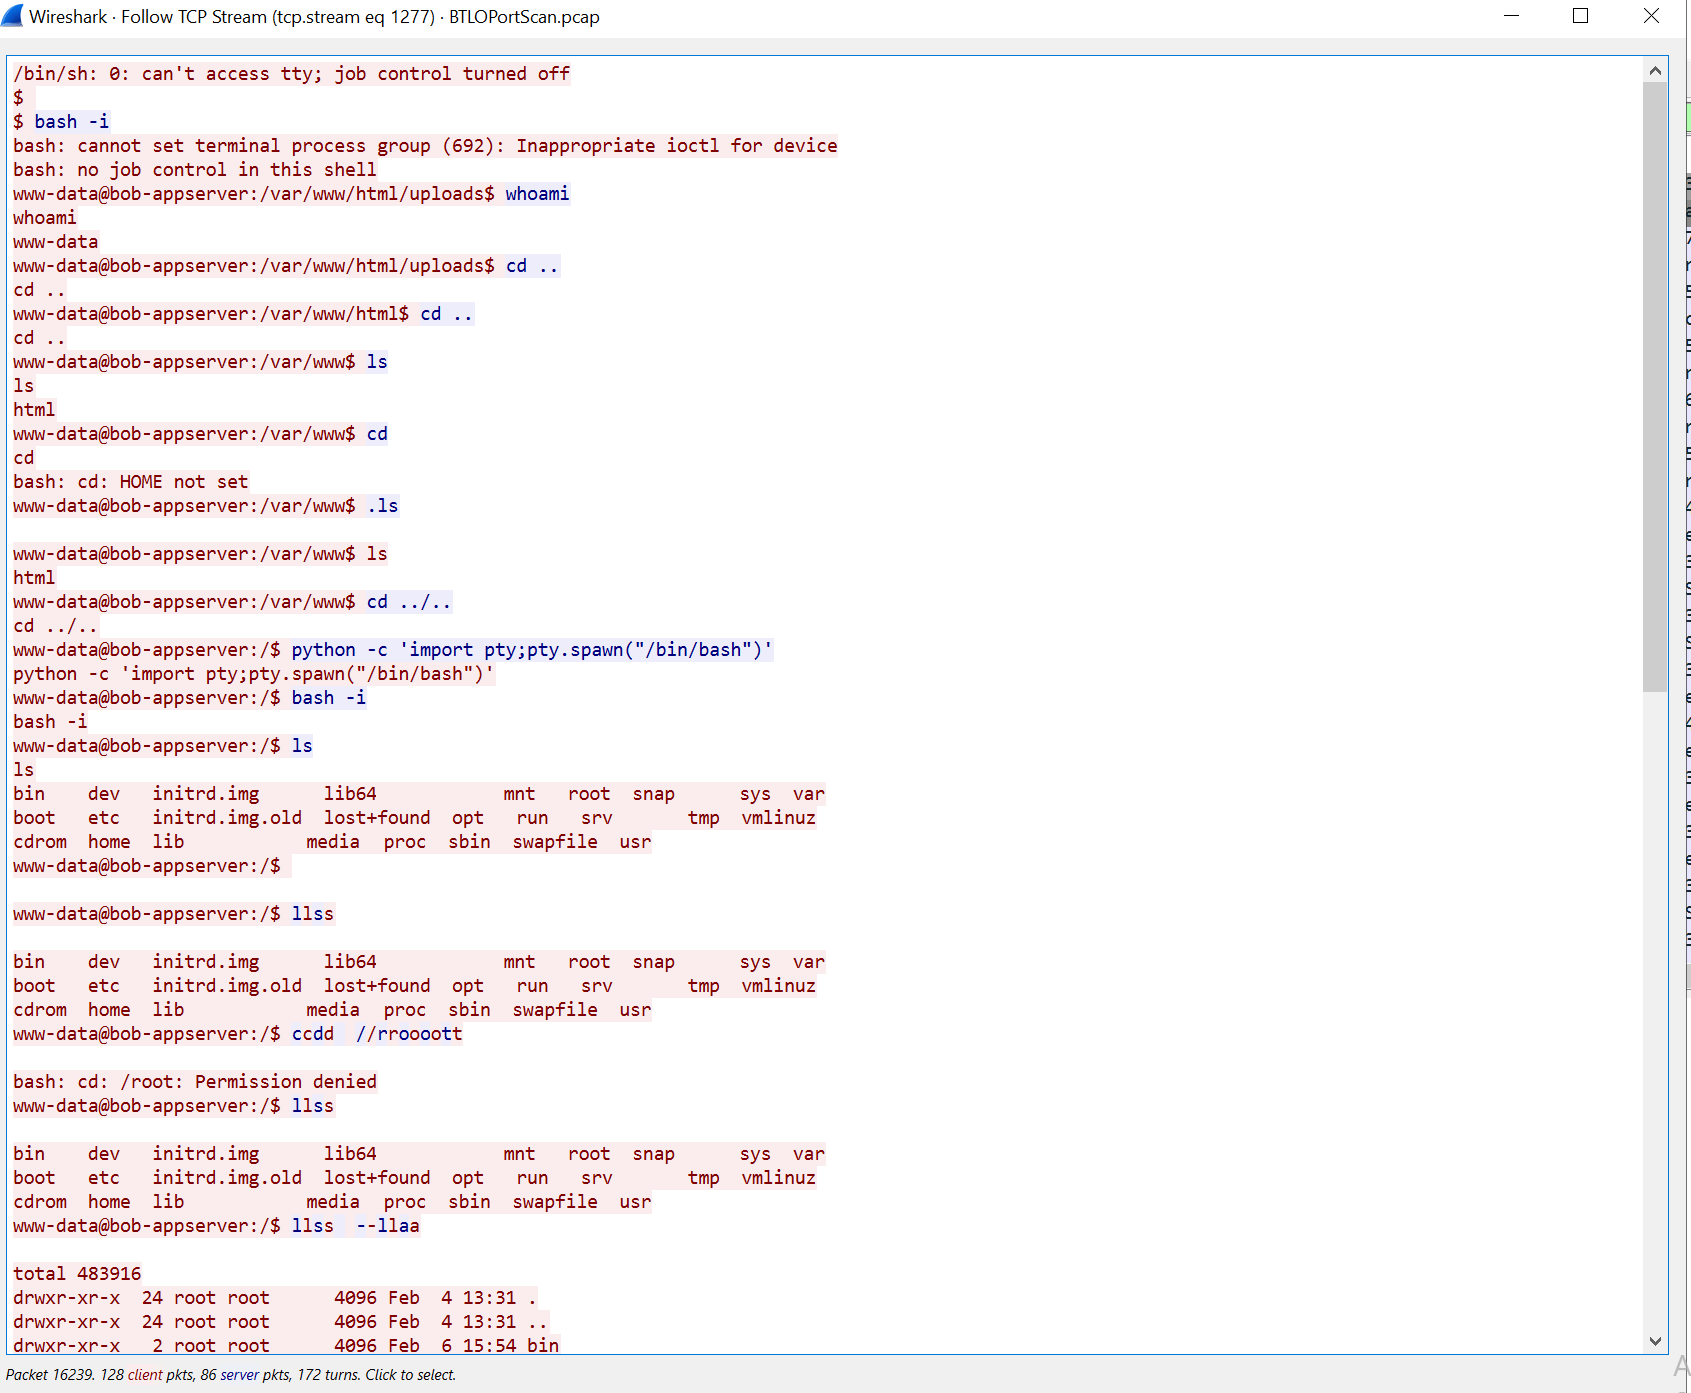 Wireshark · Follow TCP Stream (tcp.stream eq 1277) · BTLOPortScan.pcap
/bin/sh: 0: can't access tty; job control turned off
$
$ bash -i
bash: cannot set terminal process group (692): Inappropriate ioctl for device
bash: no job control in this shell
www-data@bob-appserver:/var/www/html/uploads$ whoami
whoami
www-data
www-data@bob-appserver:/var/www/html/uploads$ cd ..
cd ..
www-data@bob-appserver:/var/www/html$ cd ..
cd ..
www-data@bob-appserver:/var/www$ ls
ls
html
www-data@bob-appserver:/var/www$ cd
cd
bash: cd: HOME not set
www-data@bob-appserver:/var/www$ .ls
www-data@bob-appserver:/var/www$ ls
html
www-data@bob-appserver:/var/www$ cd ../..
cd ../..
www-data@bob-appserver:/$ python -c 'import pty;pty.spawn("/bin/bash")'
python -c 'import pty;pty.spawn("/bin/bash")'
www-data@bob-appserver:/$ bash -i
bash -i
www-data@bob-appserver:/$ ls
ls
bin    dev   initrd.img      lib64            mnt   root  snap      sys  var
boot   etc   initrd.img.old  lost+found  opt   run   srv       tmp  vmlinuz
cdrom  home  lib           media  proc  sbin  swapfile  usr
www-data@bob-appserver:/$
www-data@bob-appserver:/$ llss
bin    dev   initrd.img      lib64            mnt   root  snap      sys  var
boot   etc   initrd.img.old  lost+found  opt   run   srv       tmp  vmlinuz
cdrom  home  lib           media  proc  sbin  swapfile  usr
www-data@bob-appserver:/$ ccdd  //rroooott
bash: cd: /root: Permission denied
www-data@bob-appserver:/$ llss
bin    dev   initrd.img      lib64            mnt   root  snap      sys  var
boot   etc   initrd.img.old  lost+found  opt   run   srv       tmp  vmlinuz
cdrom  home  lib           media  proc  sbin  swapfile  usr
www-data@bob-appserver:/$ llss  --llaa
total 483916
drwxr-xr-x  24 root root      4096 Feb  4 13:31 .
drwxr-xr-x  24 root root      4096 Feb  4 13:31 ..
drwxr-xr-x   2 root root      4096 Feb  6 15:54 bin
Packet 16239. 128 client pkts, 86 server pkts, 172 turns. Click to select.